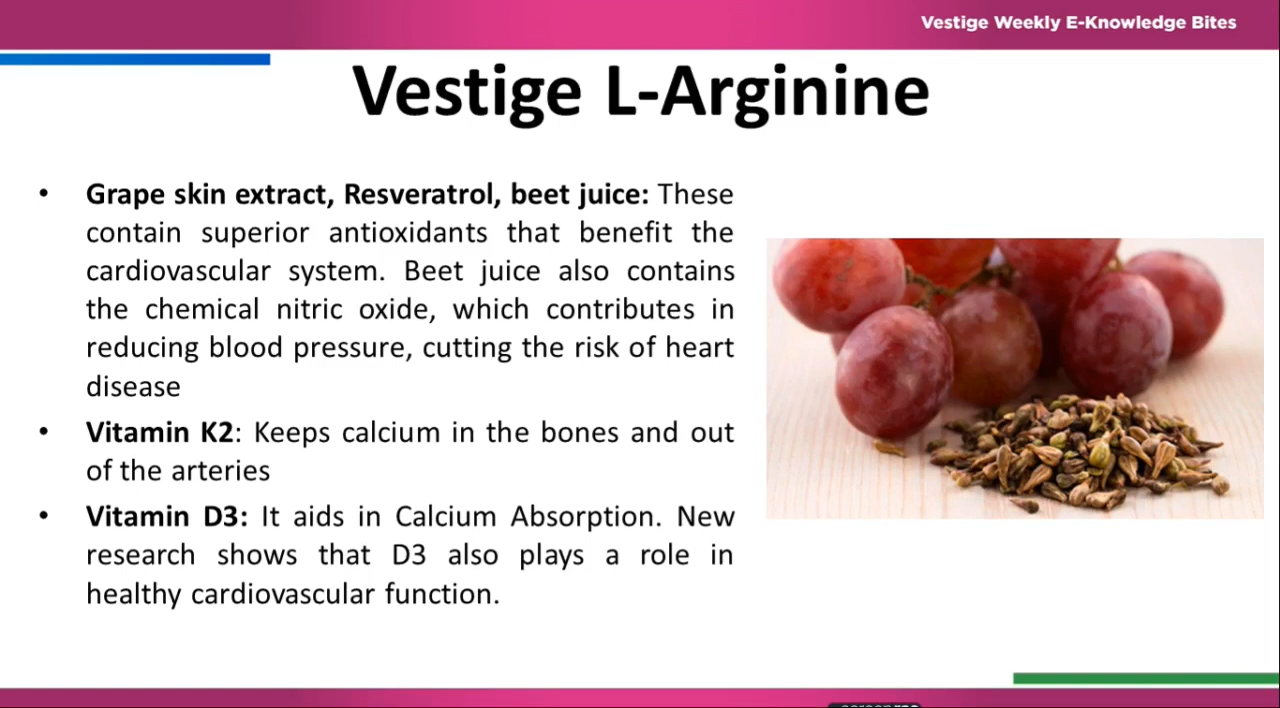 Vestige Weekly E-Knowledge Bites
Vestige L-Arginine
• Grape skin extract, Resveratrol, beet juice: These
contain superior antioxidants that benefit the
cardiovascular system. Beet juice also contains
the chemical nitric oxide, which contributes in
reducing blood pressure, cutting the risk of heart
disease
• Vitamin K2: Keeps calcium in the bones and out
of the arteries
• Vitamin D3: It aids in Calcium Absorption. New
research shows that D3 also plays a role in
healthy cardiovascular function.